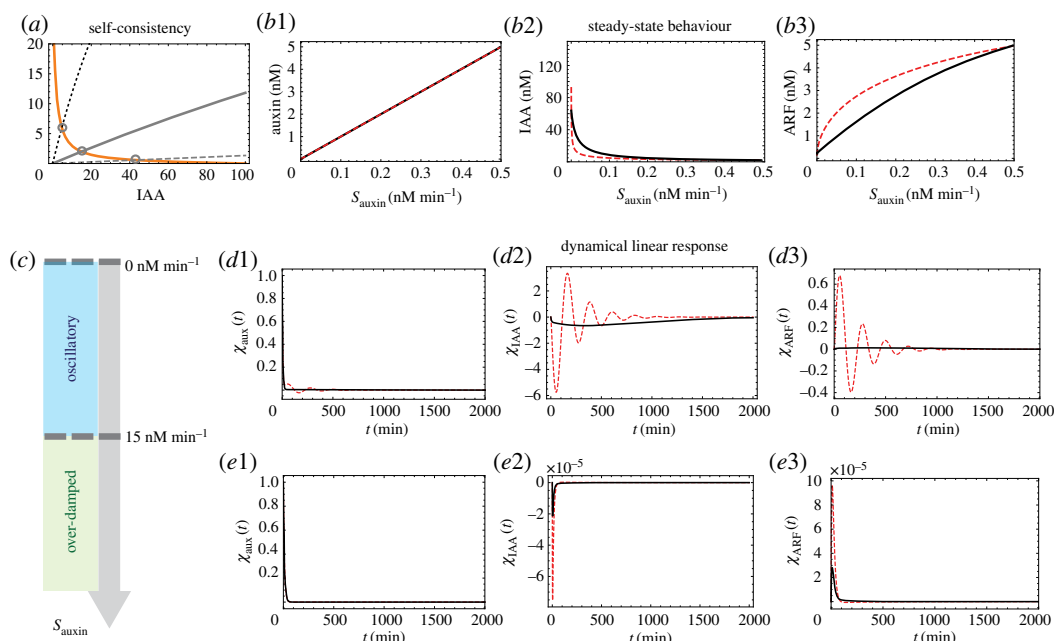 (a) self-consistency
20
15
10
5
0 20 40 60 80 100
IAA
(b1)
auxin (nM)
5
4
3
2
1
0 0.1 0.2 0.3 0.4 0.5
Sauxin (nM min–1)
(b2) steady-state behaviour
IAA (nM)
120
80
40
0 0.1 0.2 0.3 0.4 0.5
Sauxin (nM min–1)
(b3)
ARF (nM)
5
4
3
2
1
0 0.1 0.2 0.3 0.4 0.5
Sauxin (nM min–1)
(c)
0 nM min–1
oscillatory
15 nM min–1
over-damped
Sauxin
(d1)
χaux(t)
1.0
0.8
0.6
0.4
0.2
0 500 1000 1500 2000
t (min)
(d2) dynamical linear response
χIAA(t)
2
0
–2
–4
–6
0 500 1000 1500 2000
t (min)
(d3)
χARF(t)
0.6
0.4
0.2
0
–0.2
–0.4
0 500 1000 1500 2000
t (min)
(e1)
χaux(t)
1.0
0.8
0.6
0.4
0.2
0 500 1000 1500 2000
t (min)
(e2)
×10–5
χIAA(t)
0
–2
–4
–6
0 500 1000 1500 2000
t (min)
(e3)
×10–5
χARF(t)
10
8
6
4
2
0
0 500 1000 1500 2000
t (min)